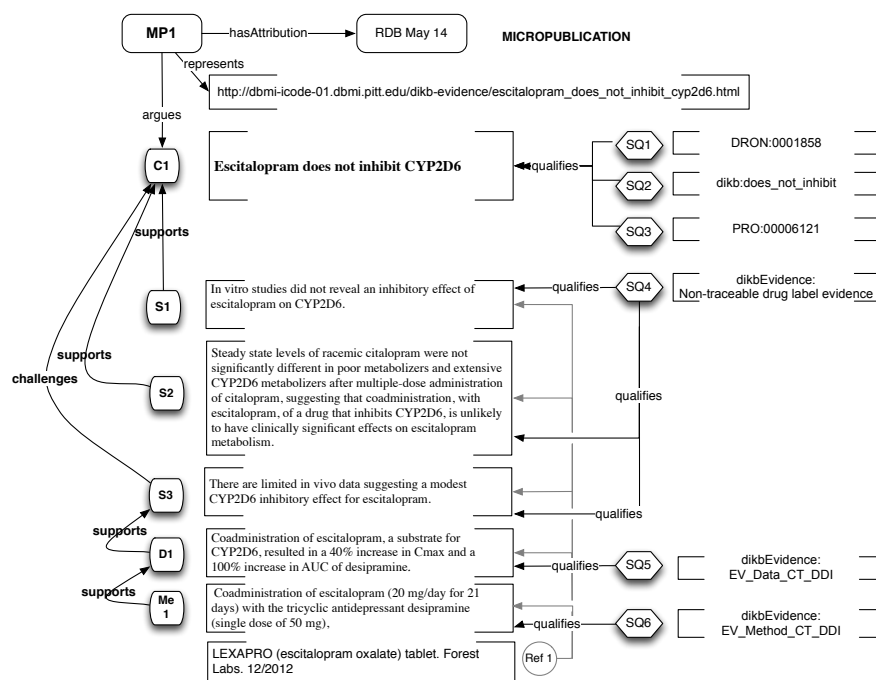 MP1
hasAttribution
RDB May 14
MICROPUBLICATION
represents
http://dbmi-icode-01.dbmi.pitt.edu/dikb-evidence/escitalopram_does_not_inhibit_cyp2d6.html
argues
C1
Escitalopram does not inhibit CYP2D6
qualifies
SQ1
DRON:0001858
SQ2
dikb:does_not_inhibit
SQ3
PRO:00006121
supports
S1
In vitro studies did not reveal an inhibitory effect of
escitalopram on CYP2D6.
qualifies
SQ4
dikbEvidence:
Non-traceable drug label evidence
supports
challenges
S2
Steady state levels of racemic citalopram were not
significantly different in poor metabolizers and extensive
CYP2D6 metabolizers after multiple-dose administration
of citalopram, suggesting that coadministration, with
escitalopram, of a drug that inhibits CYP2D6, is unlikely
to have clinically significant effects on escitalopram
metabolism.
qualifies
S3
There are limited in vivo data suggesting a modest
CYP2D6 inhibitory effect for escitalopram.
qualifies
supports
D1
Coadministration of escitalopram, a substrate for
CYP2D6, resulted in a 40% increase in Cmax and a
100% increase in AUC of desipramine.
qualifies
SQ5
dikbEvidence:
EV_Data_CT_DDI
supports
Me
1
Coadministration of escitalopram (20 mg/day for 21
days) with the tricyclic antidepressant desipramine
(single dose of 50 mg),
qualifies
SQ6
dikbEvidence:
EV_Method_CT_DDI
LEXAPRO (escitalopram oxalate) tablet. Forest
Labs. 12/2012
Ref 1